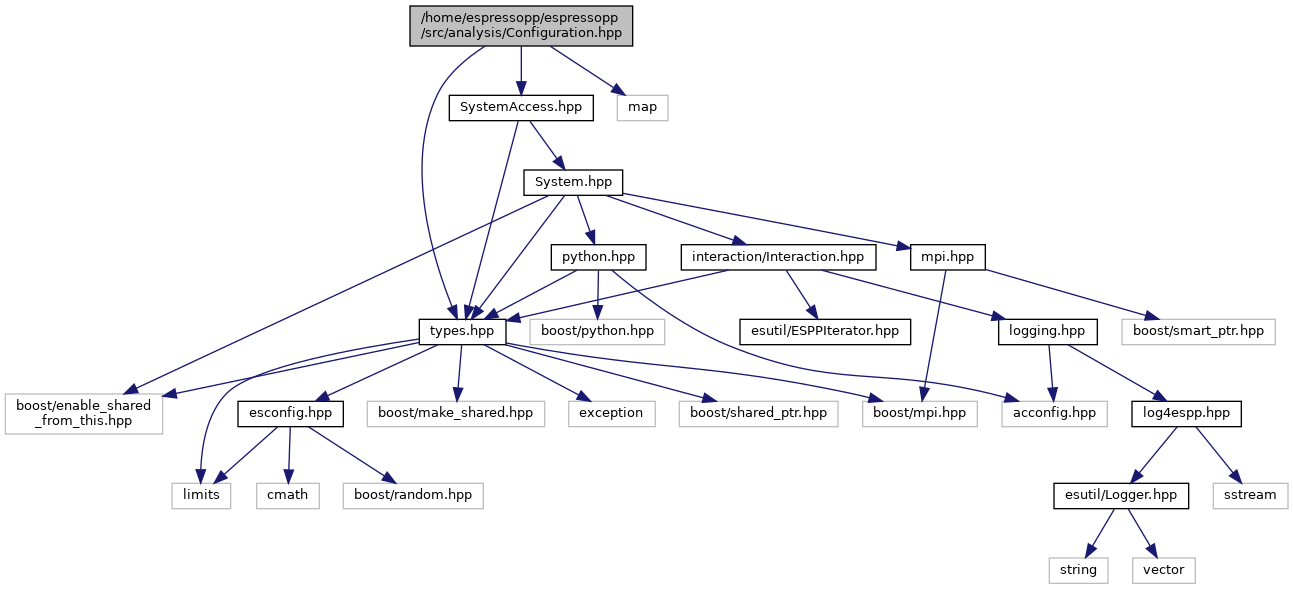 /home/espressopp/espressopp
/src/analysis/Configuration.hpp
SystemAccess.hpp
map
System.hpp
python.hpp
interaction/Interaction.hpp
mpi.hpp
types.hpp
boost/python.hpp
esutil/ESPPIterator.hpp
logging.hpp
boost/smart_ptr.hpp
boost/enable_shared
_from_this.hpp
esconfig.hpp
boost/make_shared.hpp
exception
boost/shared_ptr.hpp
boost/mpi.hpp
acconfig.hpp
log4espp.hpp
limits
cmath
boost/random.hpp
esutil/Logger.hpp
sstream
string
vector